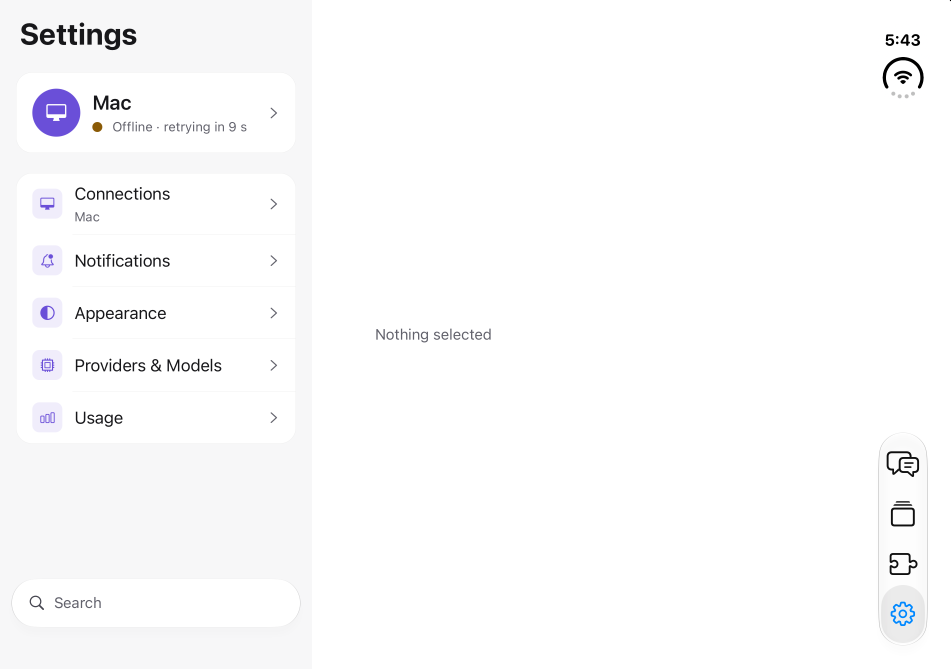 Settings
5:43
Mac
Offline · retrying in 9 s
Connections
Mac
Notifications
Appearance
Nothing selected
Providers & Models
Usage
Search